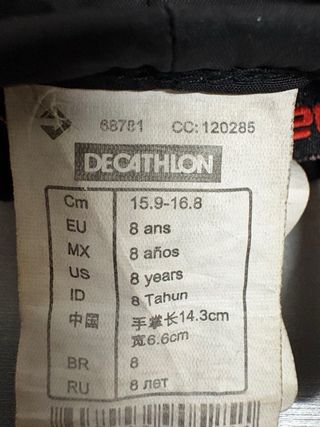 68781 CC: 120285
DECATHLON
Cm 15.9-16.8
EU 8 ans
MX 8 años
US 8 years
ID 8 Tahun
中国 手掌长14.3cm
宽6.6cm
BR 8
RU 8 лет